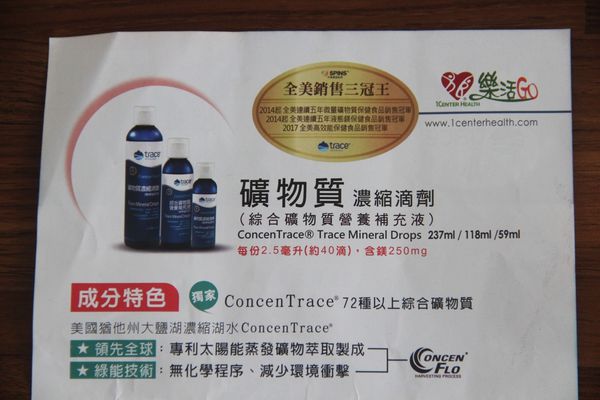 SPINS
全美銷售三冠王
2014起 全美連續五年微量礦物質保健食品銷售冠軍
2014起 全美連續五年液態鎂保健食品銷售冠軍
2017 全美高效能保健食品銷售冠軍
trace
樂活GO
1CENTER HEALTH
www.1centerhealth.com
礦物質 濃縮滴劑
(綜合礦物質營養補充液)
ConcenTrace® Trace Mineral Drops 237ml / 118ml /59ml
每份2.5毫升(約40滴)，含鎂250mg
成分特色 獨家 ConcenTrace® 72種以上綜合礦物質
美國猶他州大鹽湖濃縮湖水ConcenTrace®
★ 領先全球：專利太陽能蒸發礦物萃取製成
★ 綠能技術：無化學程序、減少環境衝擊
CONCEN FLO
HARVESTING PROCESS